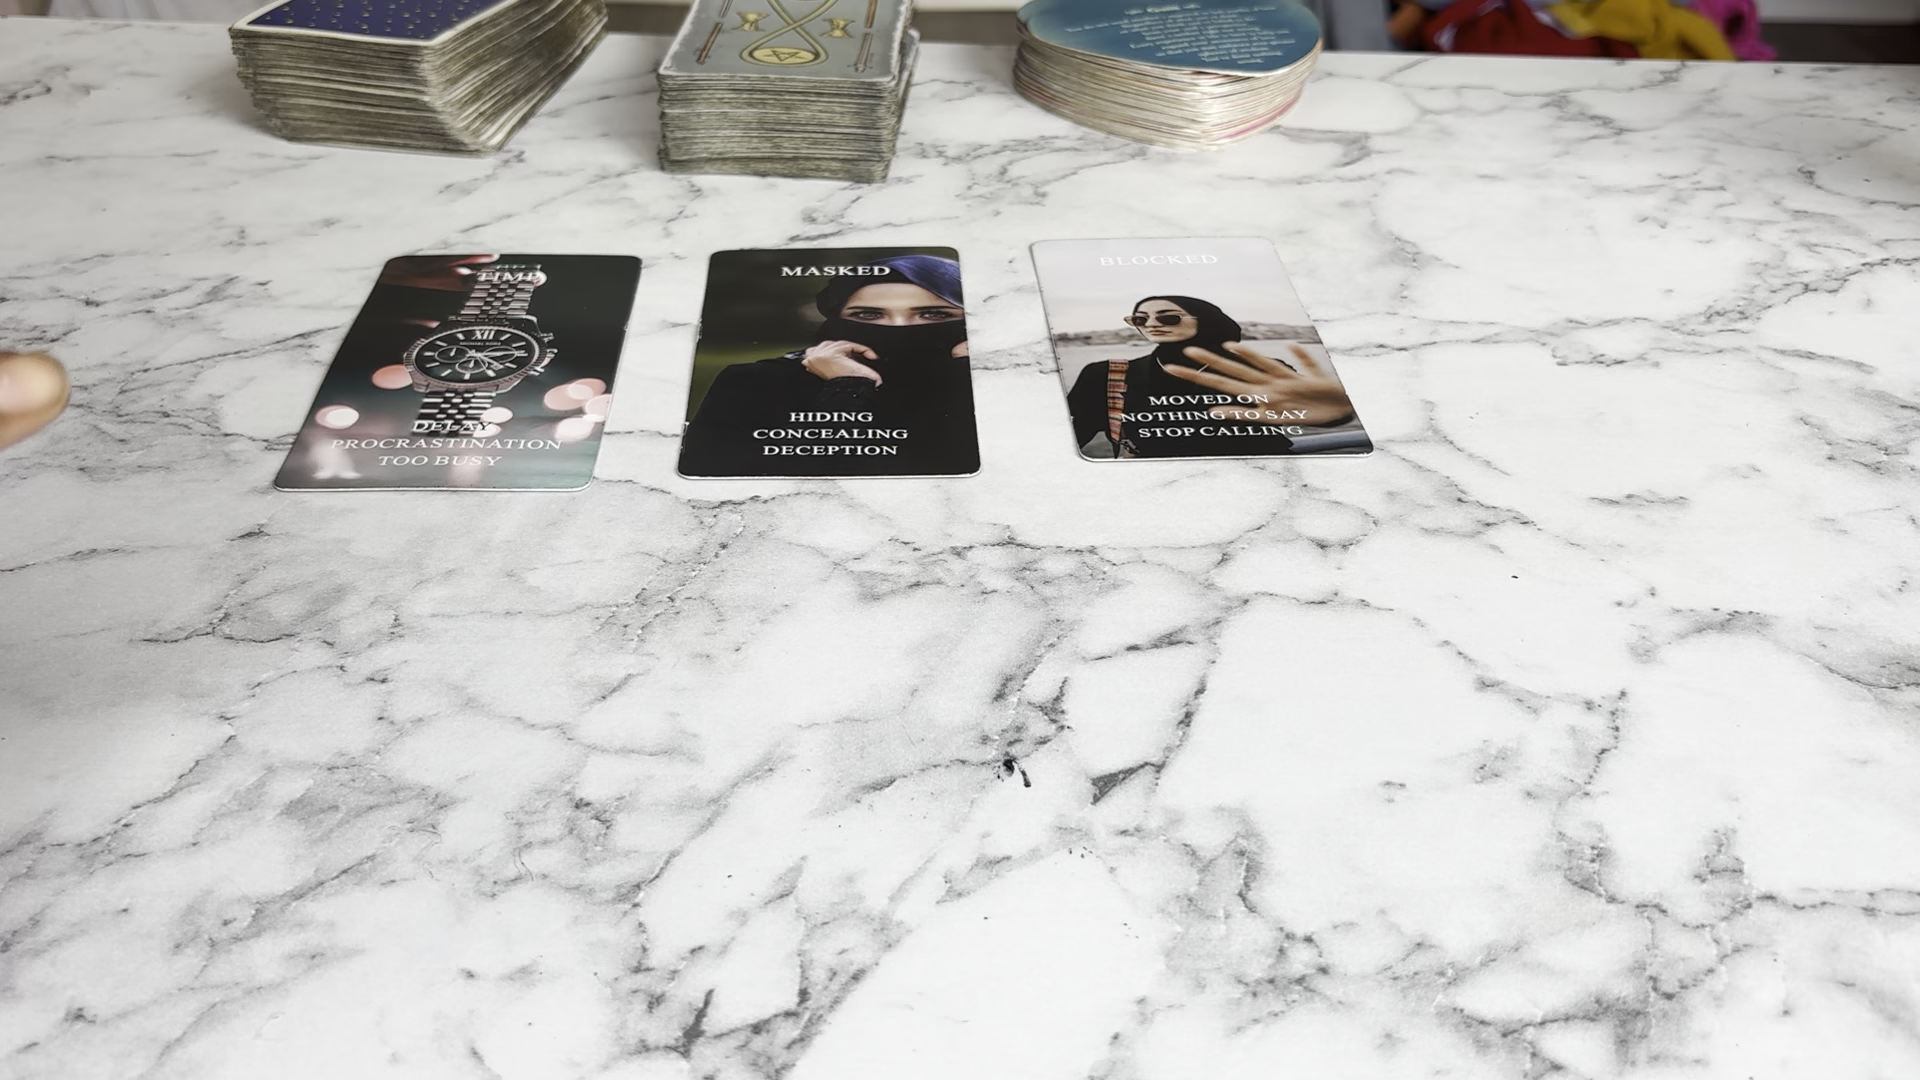 TIME
DELAY
PROCRASTINATION
TOO BUSY
MASKED
HIDING
CONCEALING
DECEPTION
BLOCKED
MOVED ON
NOTHING TO SAY
STOP CALLING